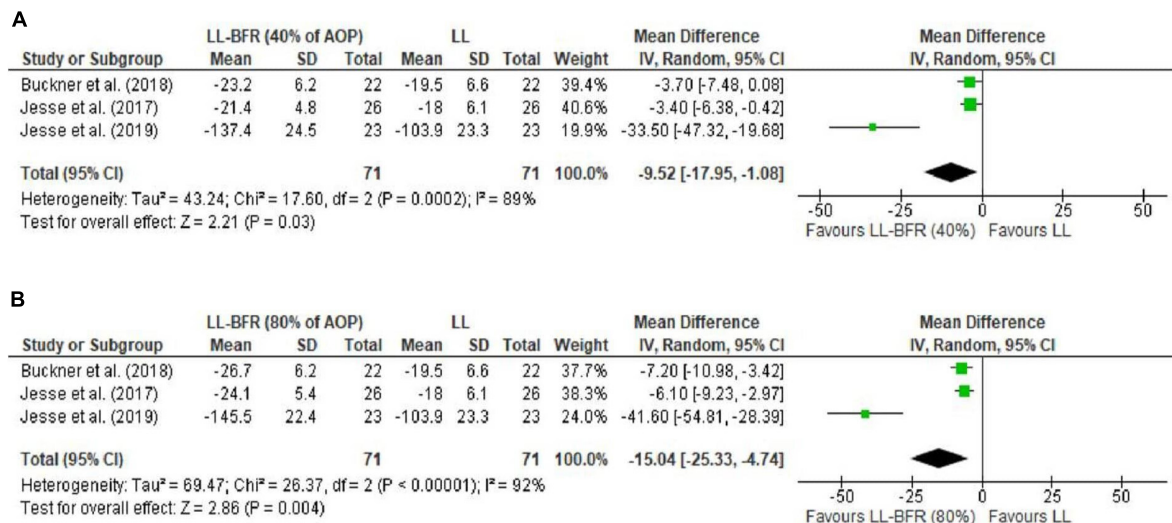 A
LL-BFR (40% of AOP) LL Mean Difference Mean Difference
Study or Subgroup Mean SD Total Mean SD Total Weight IV, Random, 95% CI IV, Random, 95% CI
Buckner et al. (2018) -23.2 6.2 22 -19.5 6.6 22 39.4% -3.70 [-7.48, 0.08]
Jesse et al. (2017) -21.4 4.8 26 -18 6.1 26 40.6% -3.40 [-6.38, -0.42]
Jesse et al. (2019) -137.4 24.5 23 -103.9 23.3 23 19.9% -33.50 [-47.32, -19.68]
Total (95% CI) 71 71 100.0% -9.52 [-17.95, -1.08]
Heterogeneity: Tau² = 43.24; Chi² = 17.60, df = 2 (P = 0.0002); I² = 89%
Test for overall effect: Z = 2.21 (P = 0.03)
-50 -25 0 25 50
Favours LL-BFR (40%) Favours LL
B
LL-BFR (80% of AOP) LL Mean Difference Mean Difference
Study or Subgroup Mean SD Total Mean SD Total Weight IV, Random, 95% CI IV, Random, 95% CI
Buckner et al. (2018) -26.7 6.2 22 -19.5 6.6 22 37.7% -7.20 [-10.98, -3.42]
Jesse et al. (2017) -24.1 5.4 26 -18 6.1 26 38.3% -6.10 [-9.23, -2.97]
Jesse et al. (2019) -145.5 22.4 23 -103.9 23.3 23 24.0% -41.60 [-54.81, -28.39]
Total (95% CI) 71 71 100.0% -15.04 [-25.33, -4.74]
Heterogeneity: Tau² = 69.47; Chi² = 26.37, df = 2 (P < 0.00001); I² = 92%
Test for overall effect: Z = 2.86 (P = 0.004)
-50 -25 0 25 50
Favours LL-BFR (80%) Favours LL